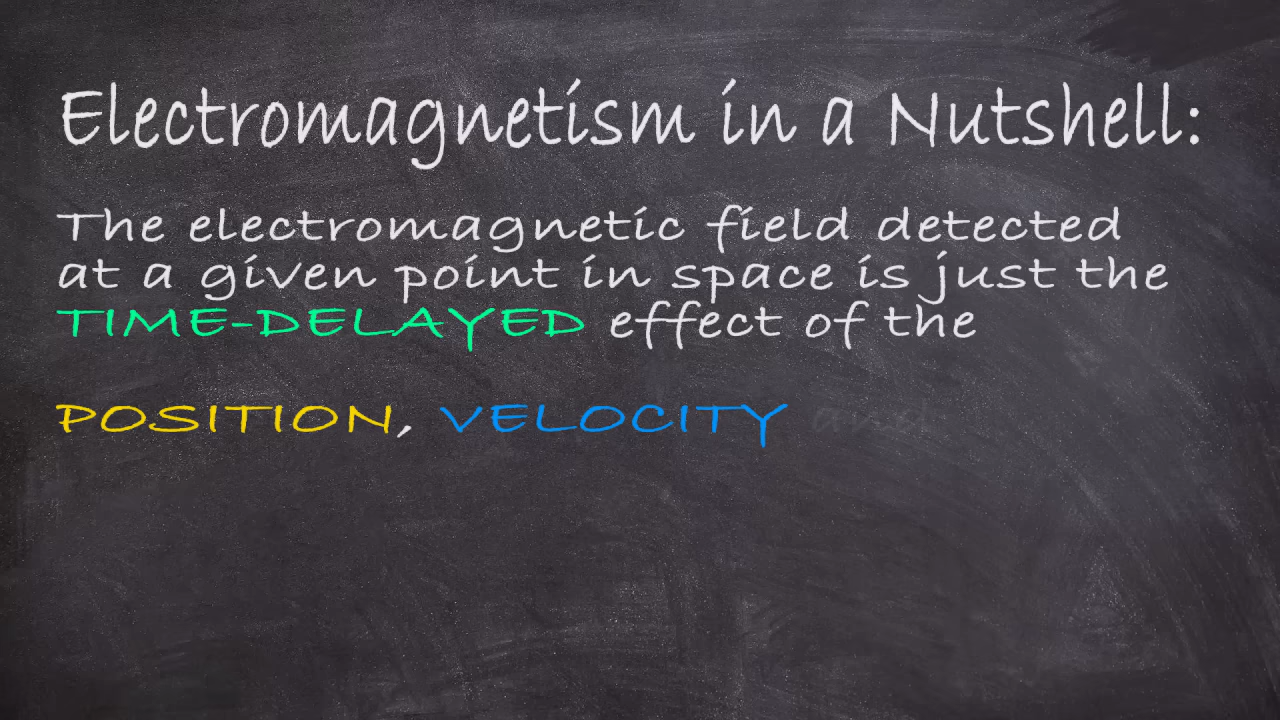 Electromagnetism in a Nutshell:
The electromagnetic field detected
at a given point in space is just the
TIME-DELAYED effect of the
POSITION, VELOCITY and